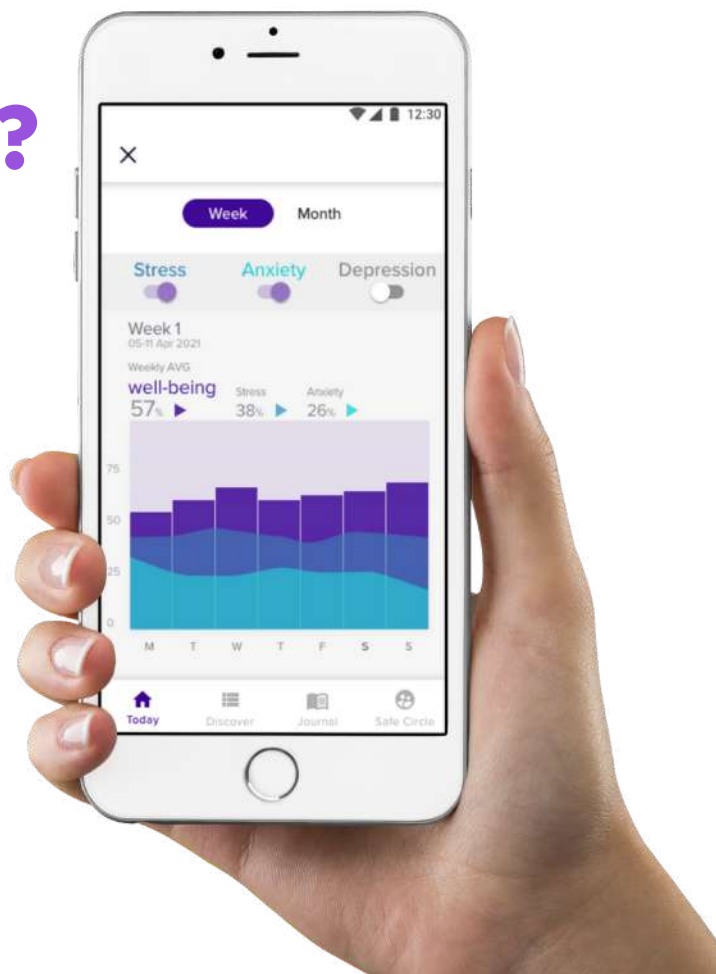 ?
12:30
Week Month
Stress Anxiety Depression
Week 1
05-11 Apr 2021
Weekly AVG
well-being Stress Anxiety
57% 38% 26%
75
50
25
0
M T W T F S S
Today Discover Journal Safe Circle